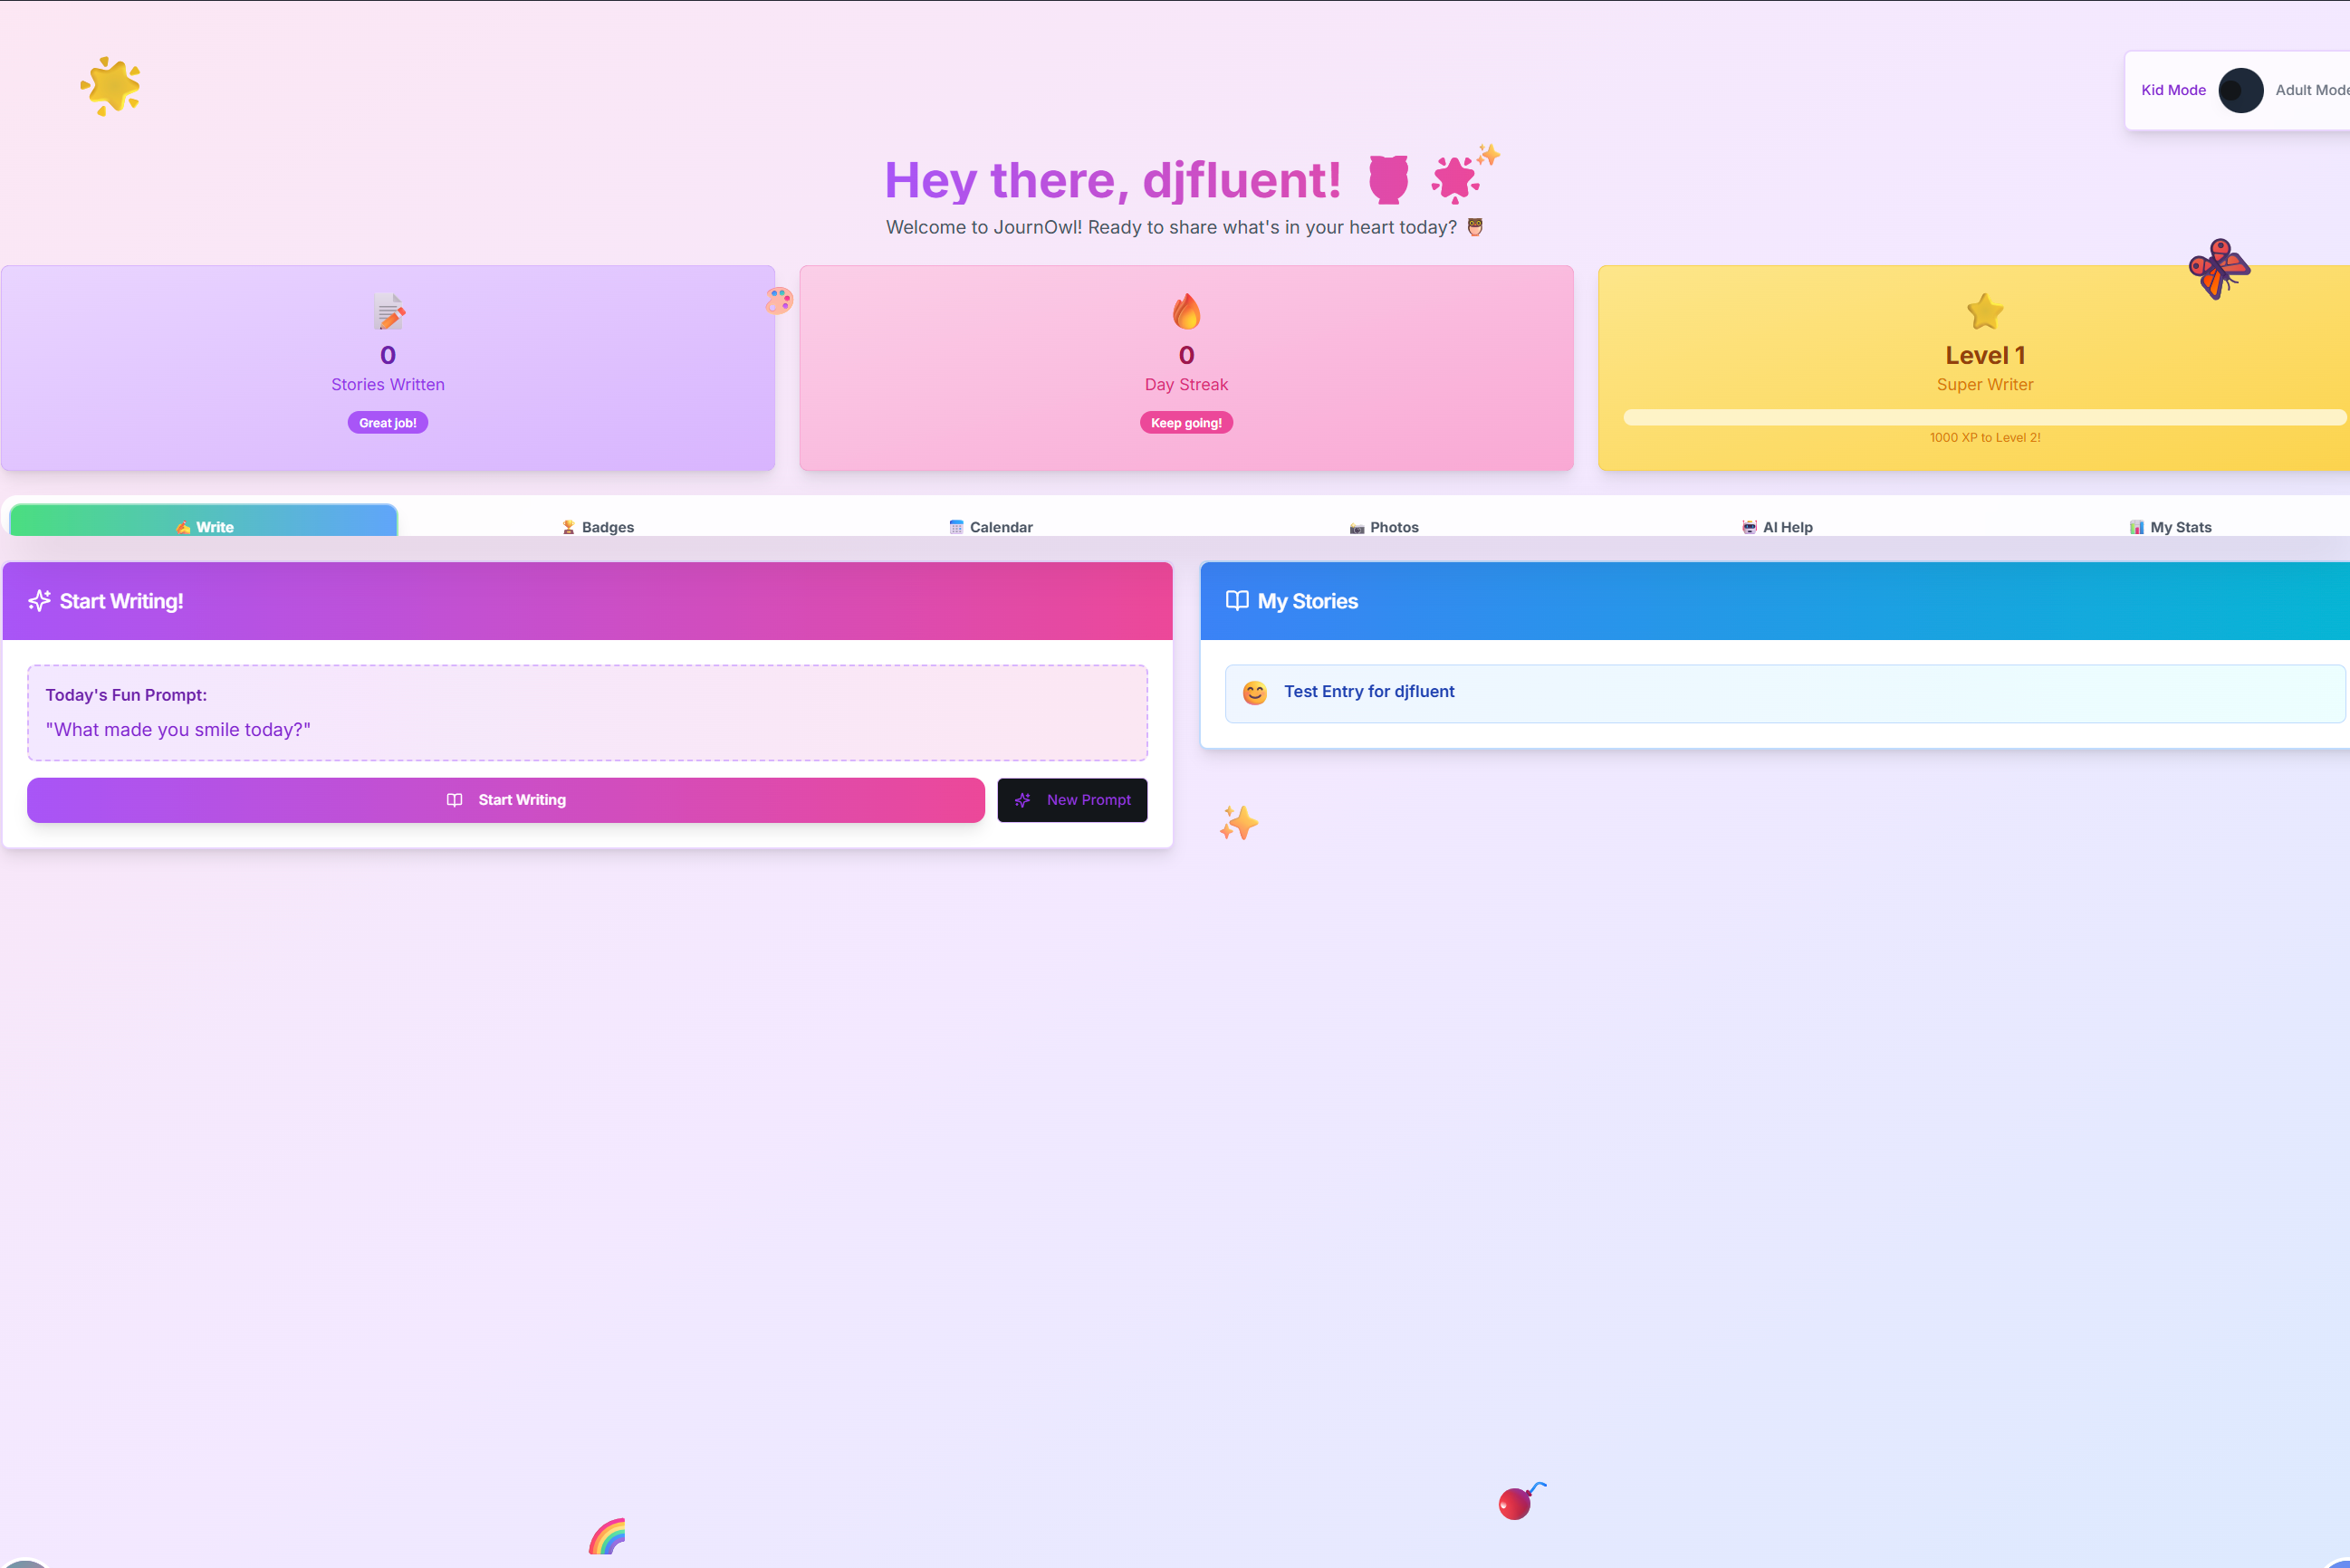 Kid Mode
Adult Mode
Hey there, djfluent!
Welcome to JournOwl! Ready to share what's in your heart today?
0
Stories Written
Great job!
0
Day Streak
Keep going!
Level 1
Super Writer
1000 XP to Level 2!
Write
Badges
Calendar
Photos
AI Help
My Stats
Start Writing!
Today's Fun Prompt:
"What made you smile today?"
Start Writing
New Prompt
My Stories
Test Entry for djfluent